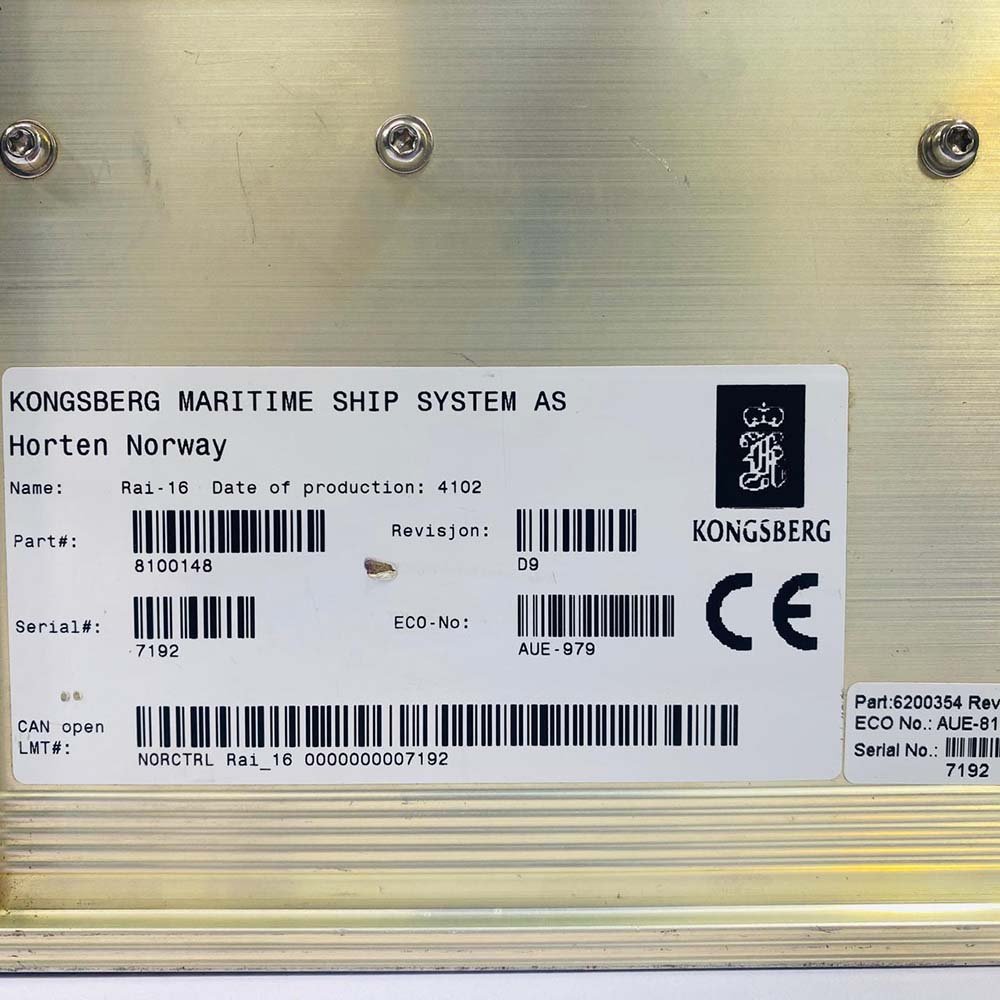 KONGSBERG MARITIME SHIP SYSTEM AS
Horten Norway
Name: Rai-16 Date of production: 4102
Part#: 8100148
Revisjon: D9
Serial#: 7192
ECO-No: AUE-979
CAN open
LMT#:
NORCTRL Rai_16 0000000007192
KONGSBERG
CE
Part:6200354 Rev
ECO No.: AUE-81
Serial No.:
7192